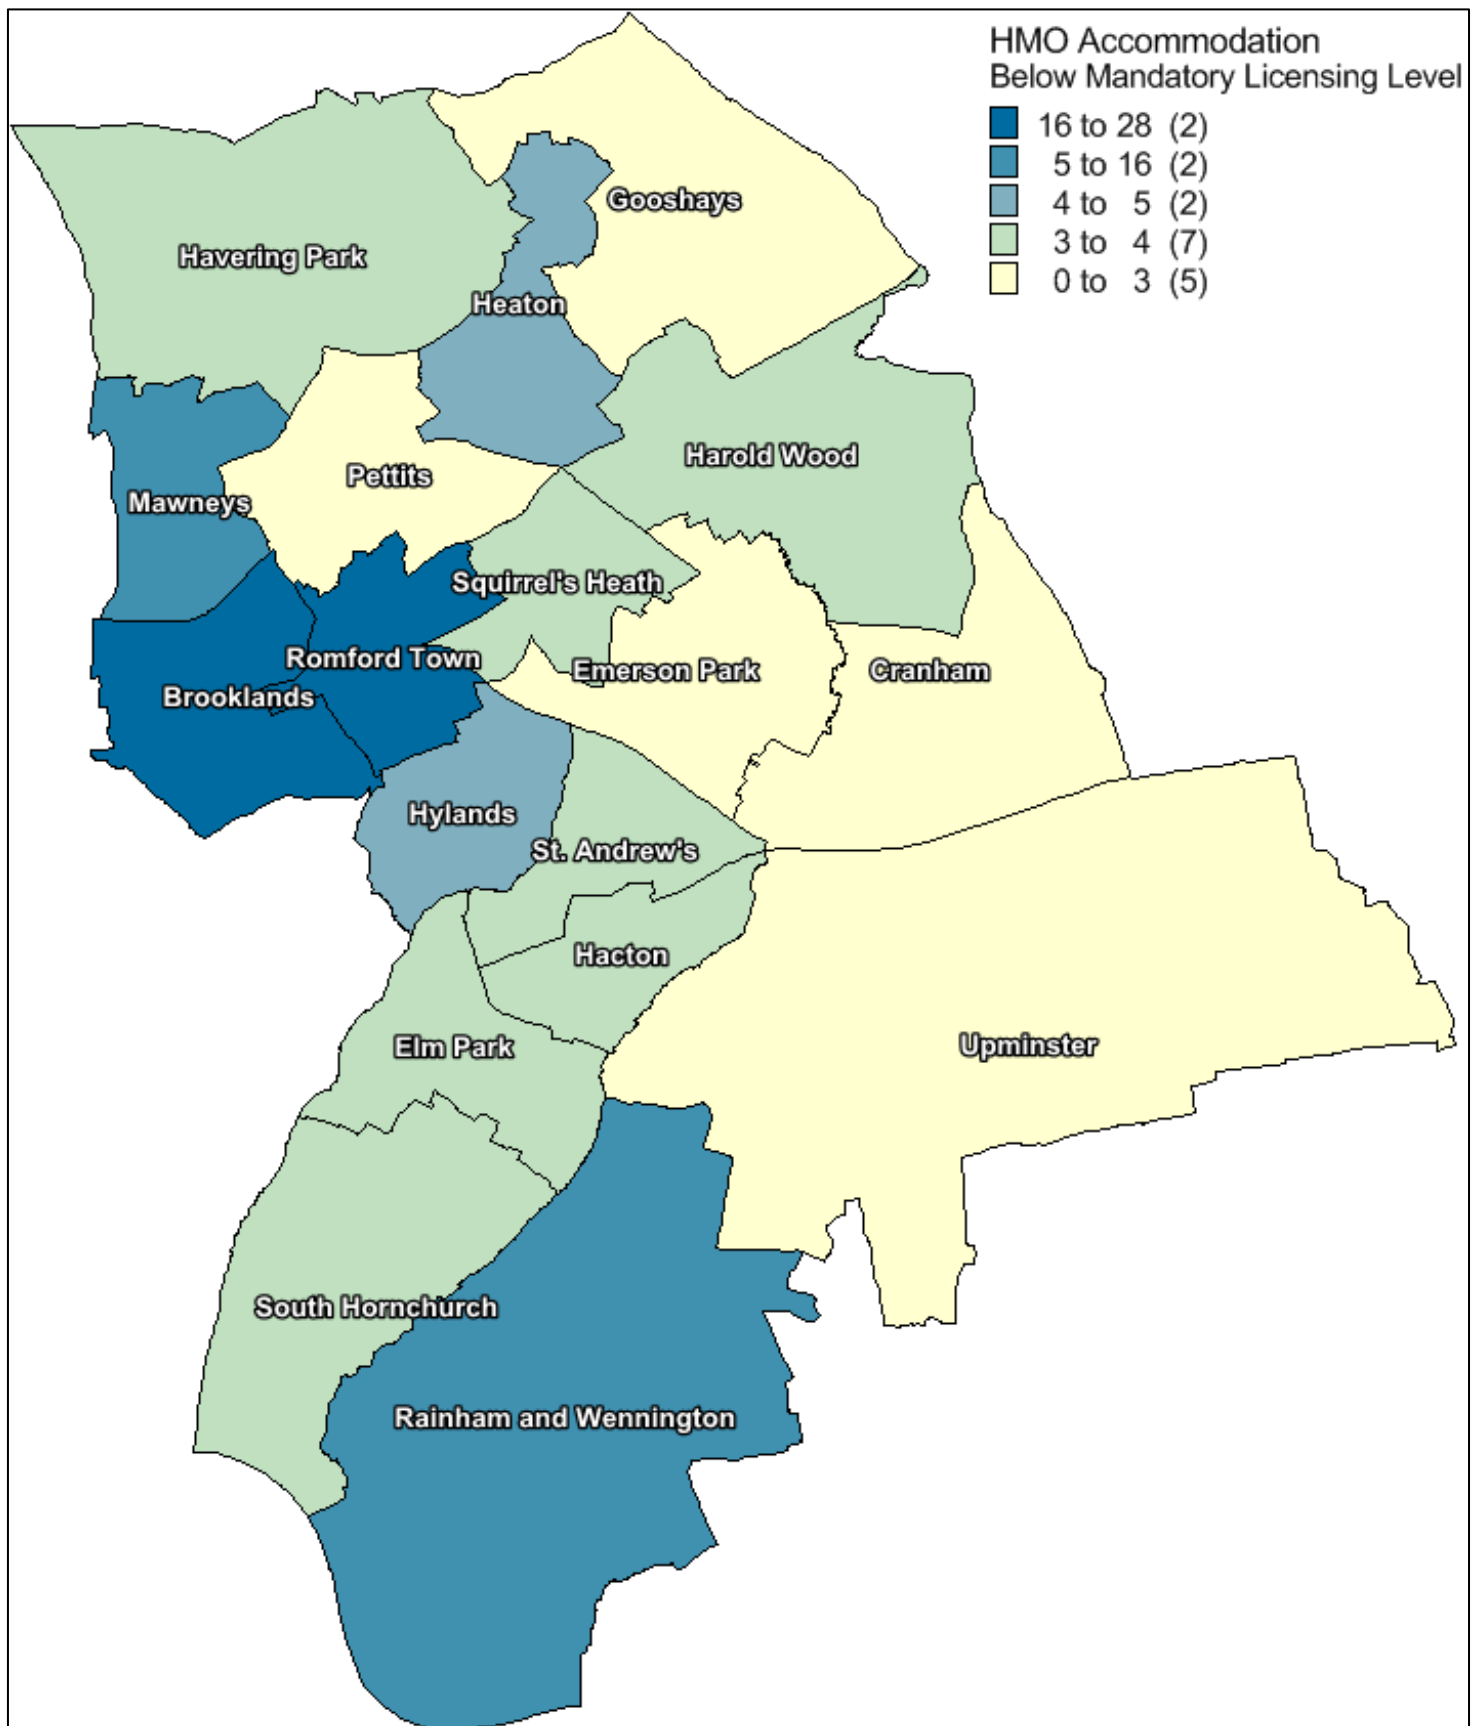 HMO Accommodation
Below Mandatory Licensing Level
16 to 28 (2)
5 to 16 (2)
4 to 5 (2)
3 to 4 (7)
0 to 3 (5)
Gooshays
Havering Park
Heaton
Harold Wood
Pettits
Mawneys
Squirrel's Heath
Romford Town
Emerson Park
Cranham
Brooklands
Hylands
St. Andrew's
Hacton
Elm Park
Upminster
South Hornchurch
Rainham and Wennington